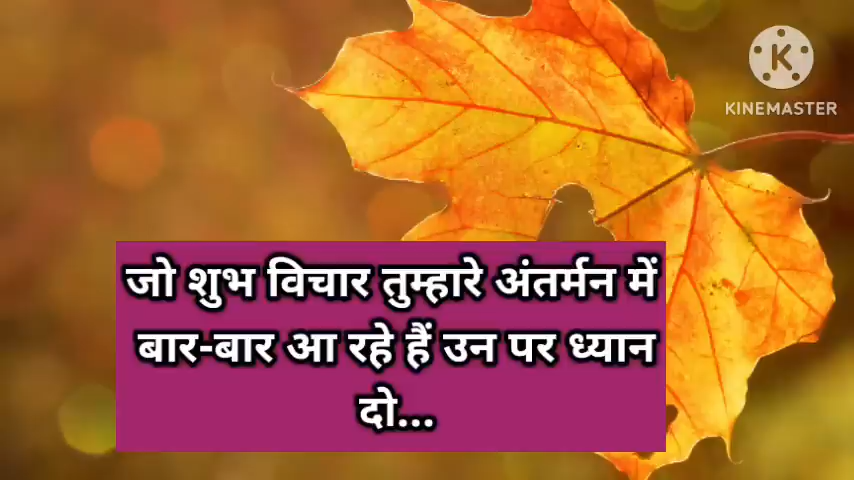 KINEMASTER
जो शुभ विचार तुम्हारे अंतर्मन में
बार-बार आ रहे हैं उन पर ध्यान
दो...